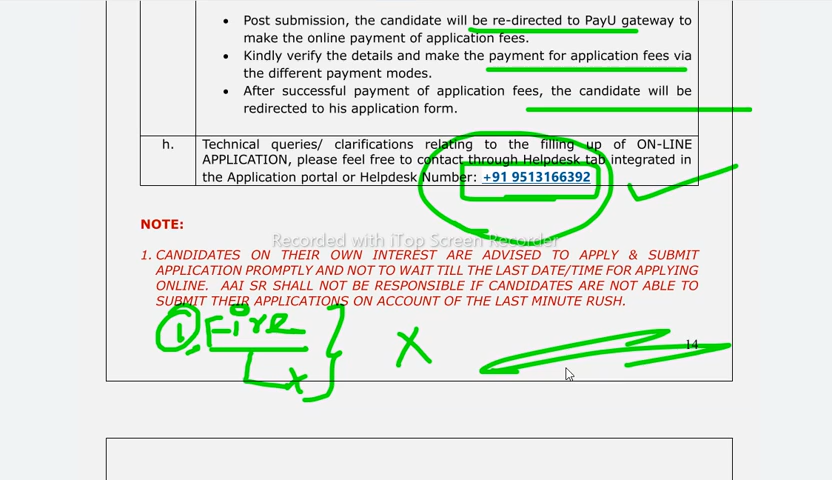 • Post submission, the candidate will be re-directed to PayU gateway to
make the online payment of application fees.
• Kindly verify the details and make the payment for application fees via
the different payment modes.
• After successful payment of application fees, the candidate will be
redirected to his application form.
h. Technical queries/ clarifications relating to the filling up of ON-LINE
APPLICATION, please feel free to contact through Helpdesk tab integrated in
the Application portal or Helpdesk Number: +91 9513166392
NOTE:
Recorded with iTop Screen Recorder
1. CANDIDATES ON THEIR OWN INTEREST ARE ADVISED TO APPLY & SUBMIT
APPLICATION PROMPTLY AND NOT TO WAIT TILL THE LAST DATE/TIME FOR APPLYING
ONLINE. AAI SR SHALL NOT BE RESPONSIBLE IF CANDIDATES ARE NOT ABLE TO
SUBMIT THEIR APPLICATIONS ON ACCOUNT OF THE LAST MINUTE RUSH.
1 Fire
14